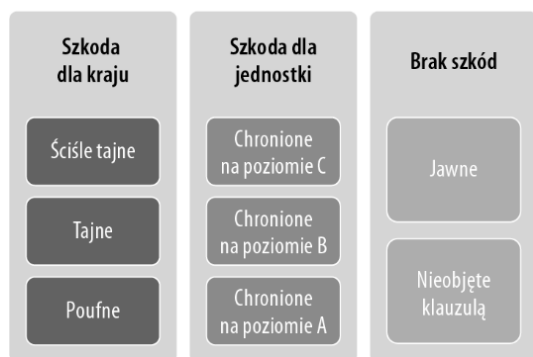 Szkoda
dla kraju
Ściśle tajne
Tajne
Poufne
Szkoda dla
jednostki
Chronione
na poziomie C
Chronione
na poziomie B
Chronione
na poziomie A
Brak szkód
Jawne
Nieobjęte
klauzulą